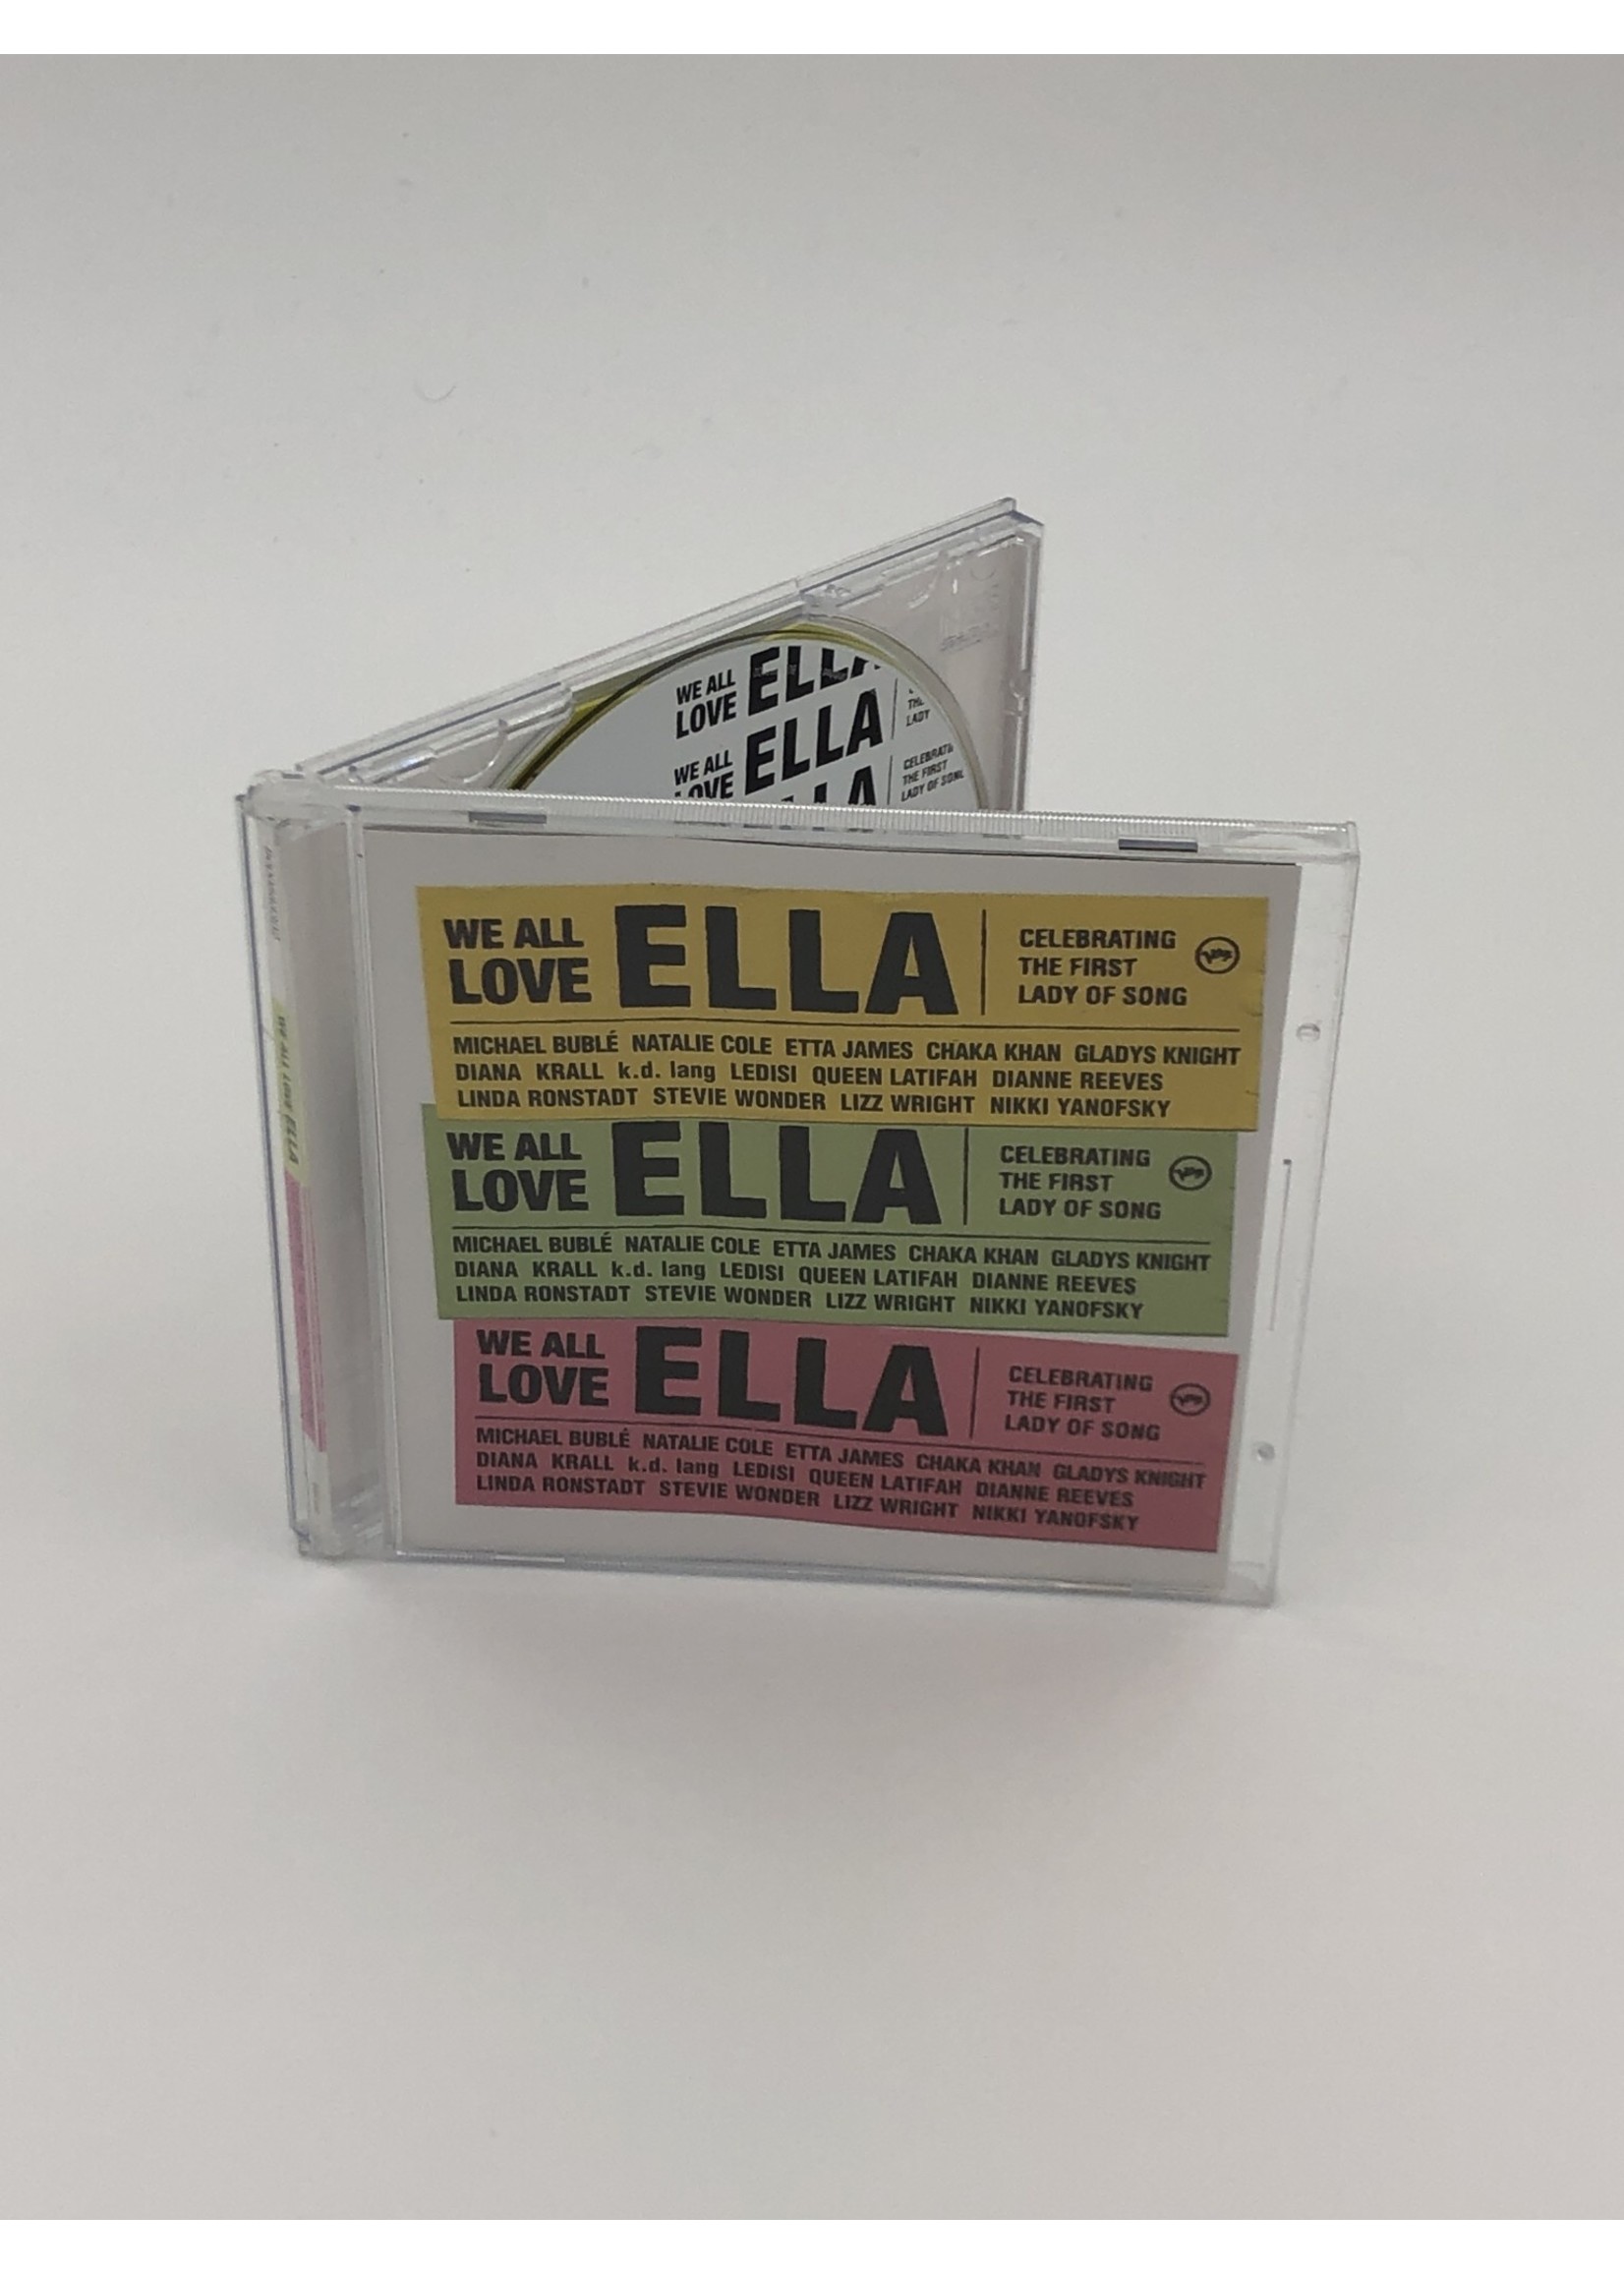 WE ALL
LOVE
ELLA
THE
LADY
WE ALL
LOVE
ELLA
CELEBRATI
THE FIRST
LADY OF SONG
WE ALL LOVE ELLA
WE ALL
LOVE
ELLA
CELEBRATING
THE FIRST
LADY OF SONG
MICHAEL BUBLÉ NATALIE COLE ETTA JAMES CHAKA KHAN GLADYS KNIGHT
DIANA KRALL k.d. lang LEDISI QUEEN LATIFAH DIANNE REEVES
LINDA RONSTADT STEVIE WONDER LIZZ WRIGHT NIKKI YANOFSKY
WE ALL
LOVE
ELLA
CELEBRATING
THE FIRST
LADY OF SONG
MICHAEL BUBLÉ NATALIE COLE ETTA JAMES CHAKA KHAN GLADYS KNIGHT
DIANA KRALL k.d. lang LEDISI QUEEN LATIFAH DIANNE REEVES
LINDA RONSTADT STEVIE WONDER LIZZ WRIGHT NIKKI YANOFSKY
WE ALL
LOVE
ELLA
CELEBRATING
THE FIRST
LADY OF SONG
MICHAEL BUBLÉ NATALIE COLE ETTA JAMES CHAKA KHAN GLADYS KNIGHT
DIANA KRALL k.d. lang LEDISI QUEEN LATIFAH DIANNE REEVES
LINDA RONSTADT STEVIE WONDER LIZZ WRIGHT NIKKI YANOFSKY